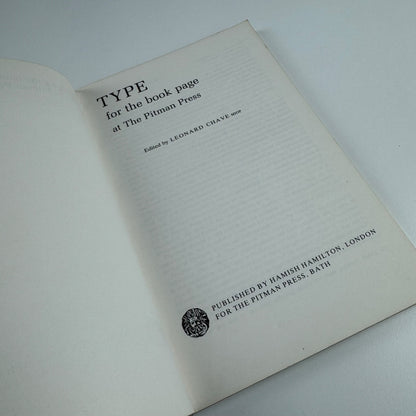 TYPE
for the book page
at The Pitman Press
Edited by LEONARD CHAVE MSIP
PUBLISHED BY HAMISH HAMILTON, LONDON
FOR THE PITMAN PRESS, BATH